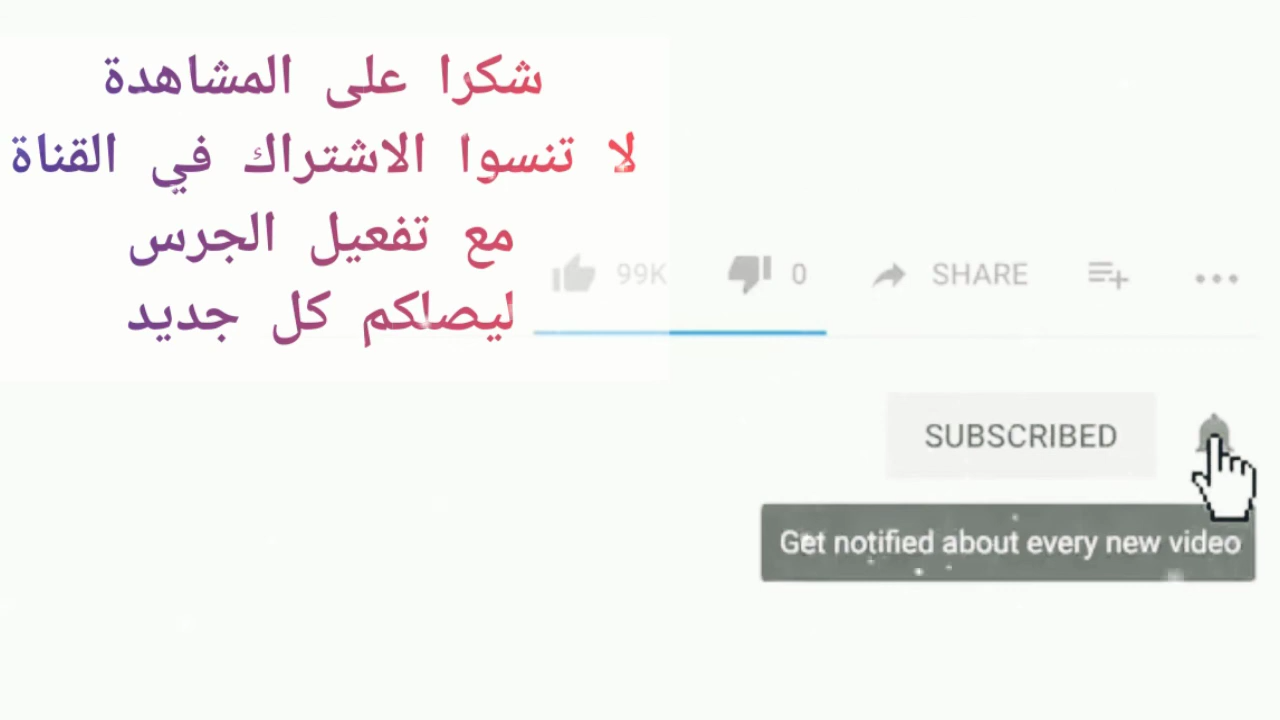 شكرا على المشاهدة
لا تنسوا الاشتراك في القناة
مع تفعيل الجرس
ليصلكم كل جديد
99K 0 SHARE
SUBSCRIBED
Get notified about every new video